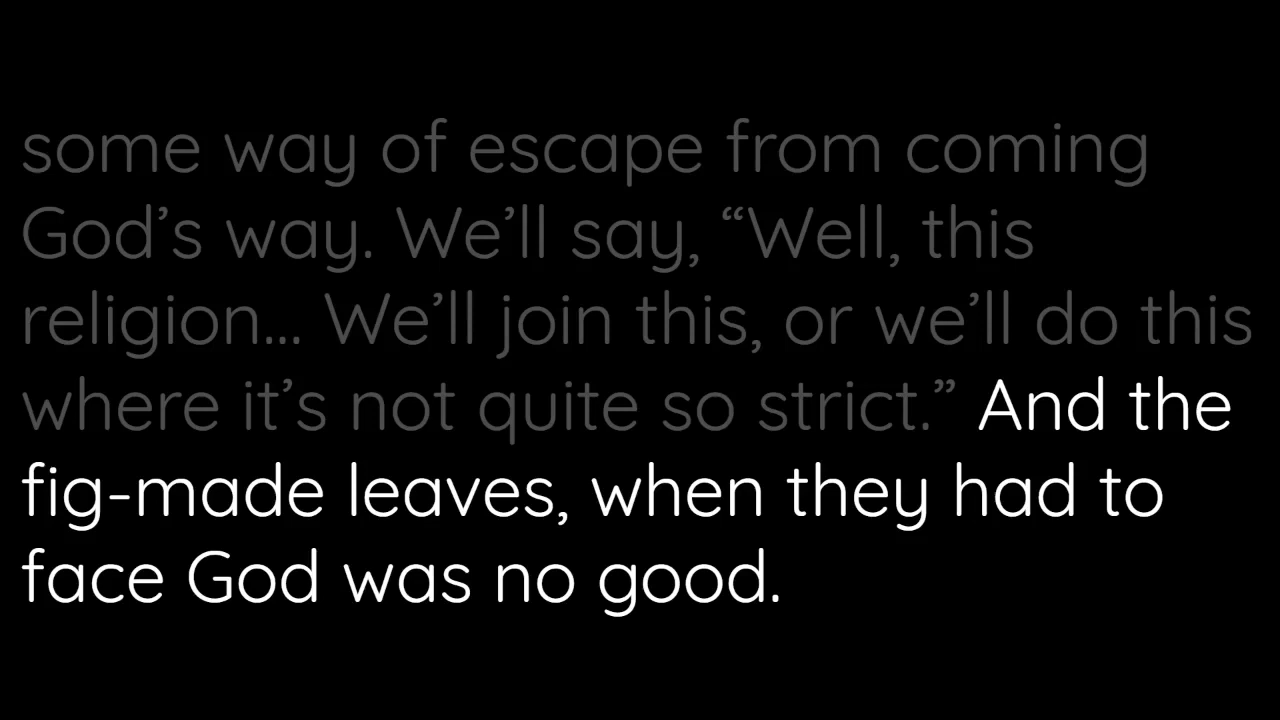 some way of escape from coming
God’s way. We’ll say, “Well, this
religion... We’ll join this, or we’ll do this
where it’s not quite so strict.” And the
fig-made leaves, when they had to
face God was no good.